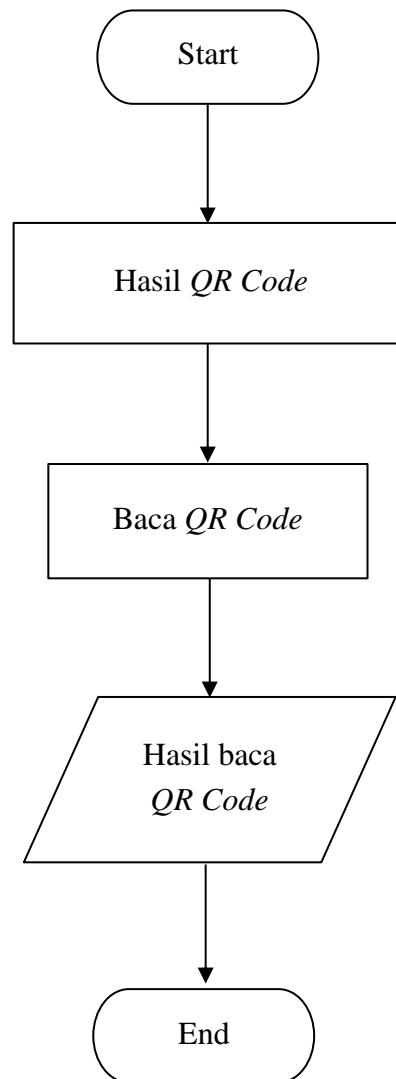 Start
Hasil QR Code
Baca QR Code
Hasil baca
QR Code
End